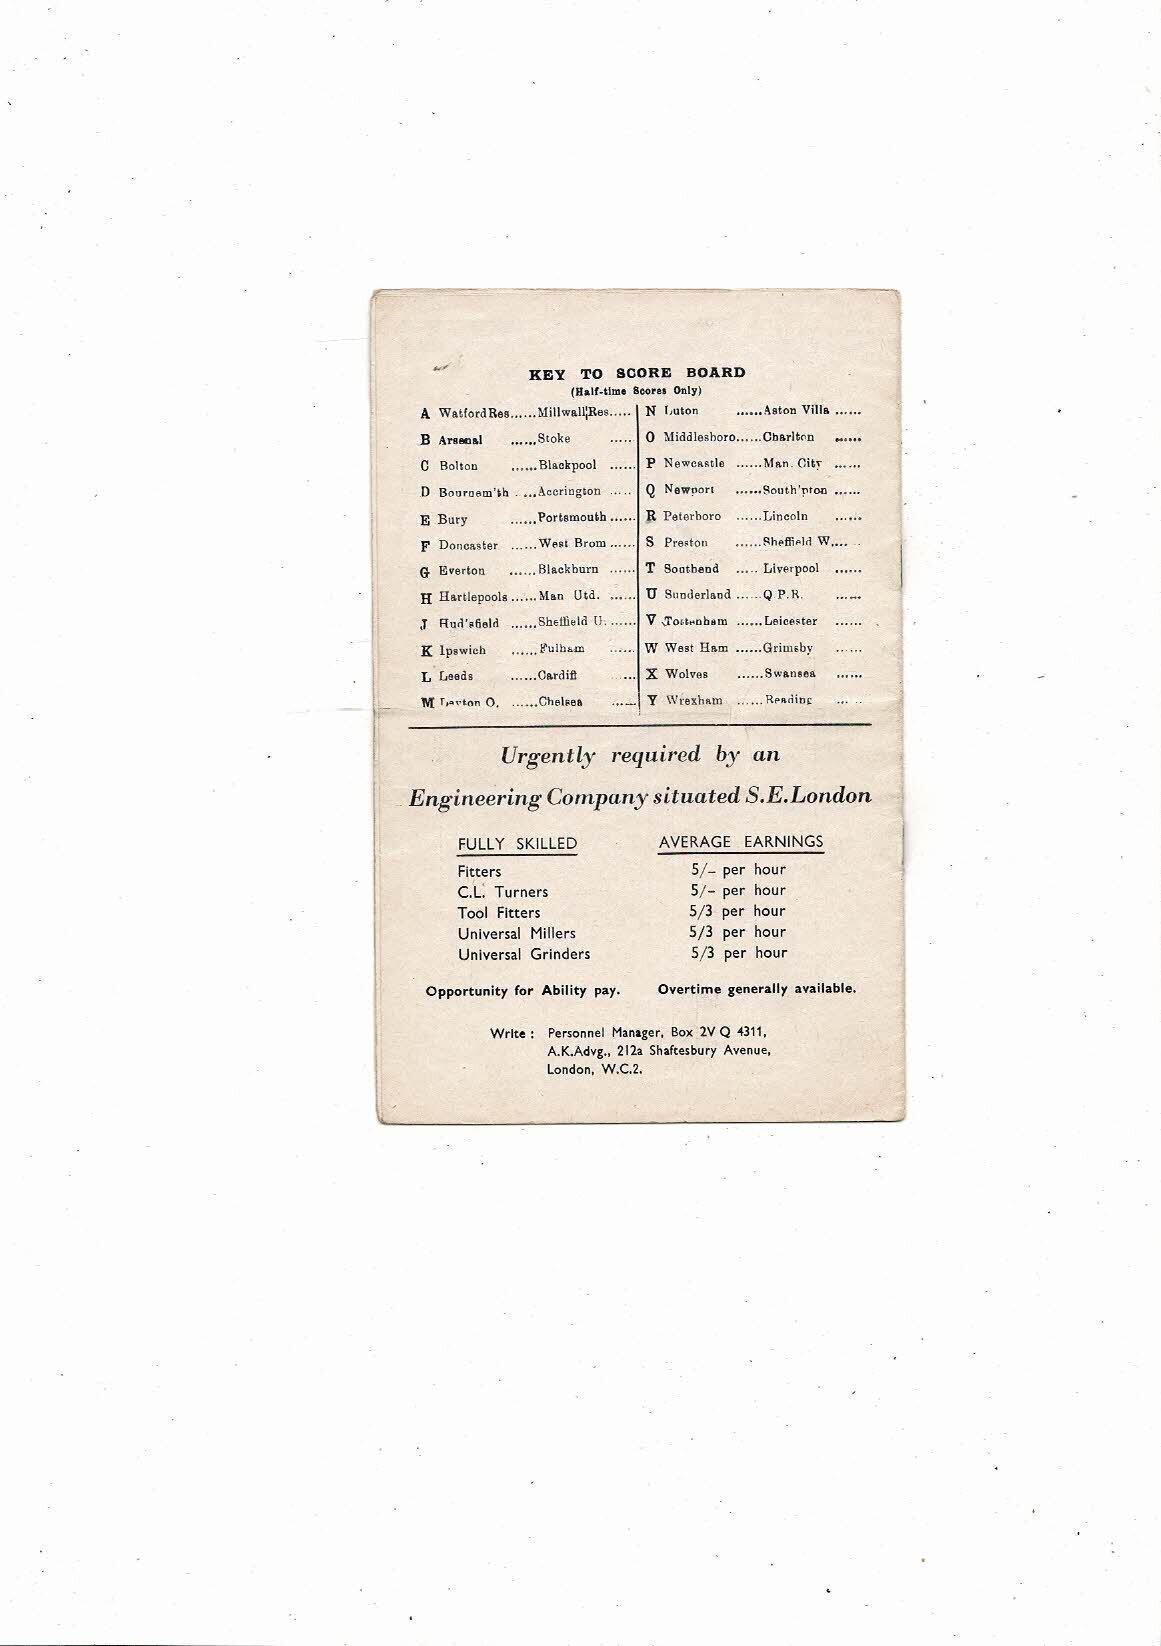 KEY TO SCORE BOARD
(Half-time Scores Only)
A Watford Res......Millwall Res.....
B Arsenal ......Stoke .....
C Bolton ......Blackpool ......
D Bournem'th . ...Accrington .....
E Bury ......Portsmouth ......
F Doncaster ......West Brom ......
G Everton ......Blackburn ......
H Hartlepools ......Man Utd. ......
J Hud'sfield ......Sheffield U. ......
K Ipswich ......Fulham .....
L Leeds ......Cardiff ...
M Leyton O. ......Chelsea .....
N Luton ......Aston Villa ......
O Middlesboro......Charlton ......
P Newcastle ......Man. City ......
Q Newport ......South'pton ......
R Peterboro ......Lincoln ......
S Preston ......Sheffield W.... ..
T Southend ..... Liverpool ......
U Sunderland ......Q.P.R. ......
V Tottenham ......Leicester ......
W West Ham ......Grimsby ......
X Wolves ......Swansea ......
Y Wrexham ......Reading ... ..
Urgently required by an
Engineering Company situated S.E.London
FULLY SKILLED AVERAGE EARNINGS
Fitters 5/- per hour
C.L. Turners 5/- per hour
Tool Fitters 5/3 per hour
Universal Millers 5/3 per hour
Universal Grinders 5/3 per hour
Opportunity for Ability pay. Overtime generally available.
Write : Personnel Manager, Box 2V Q 4311,
A.K.Advg., 212a Shaftesbury Avenue,
London, W.C.2.